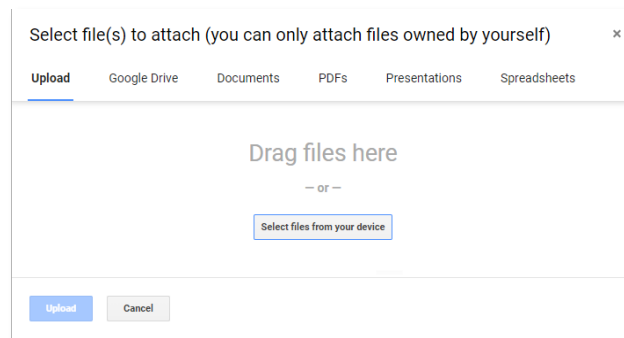 Select file(s) to attach (you can only attach files owned by yourself) ×
Upload Google Drive Documents PDFs Presentations Spreadsheets
Drag files here
— or —
Select files from your device
Upload Cancel